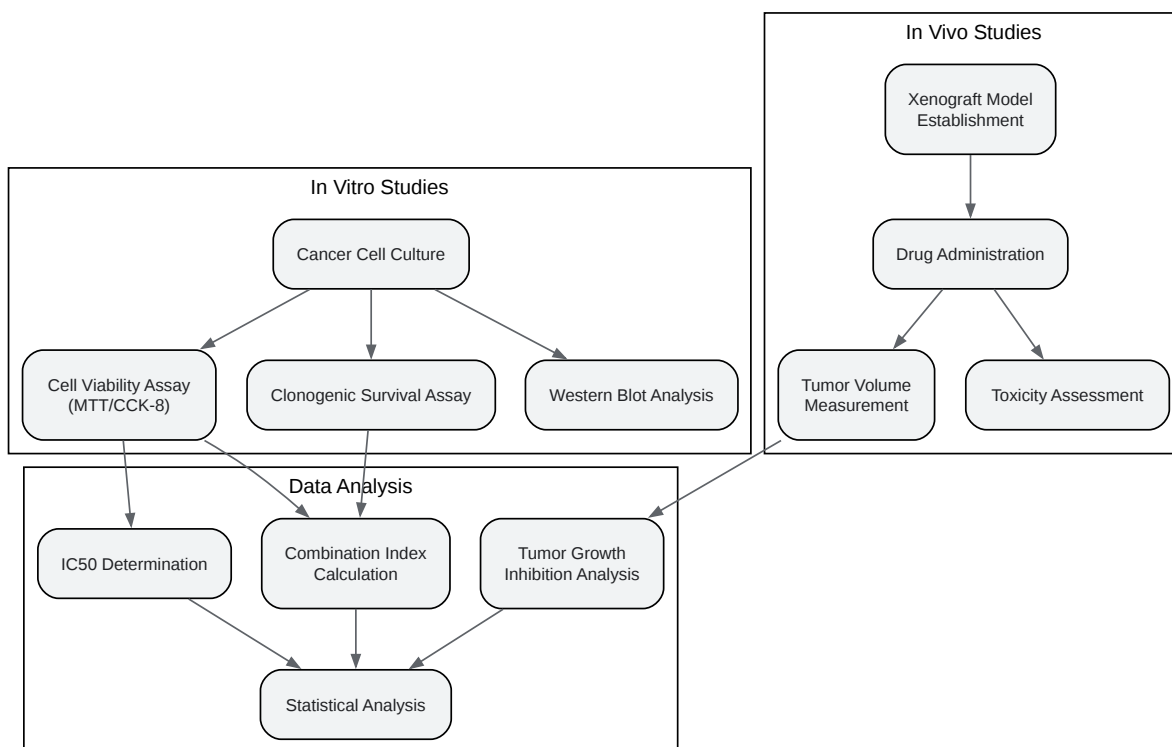 In Vivo Studies
Xenograft Model
Establishment
Drug Administration
Tumor Volume
Measurement
Toxicity Assessment
In Vitro Studies
Cancer Cell Culture
Cell Viability Assay
(MTT/CCK-8)
Clonogenic Survival Assay
Western Blot Analysis
Data Analysis
IC50 Determination
Combination Index
Calculation
Tumor Growth
Inhibition Analysis
Statistical Analysis